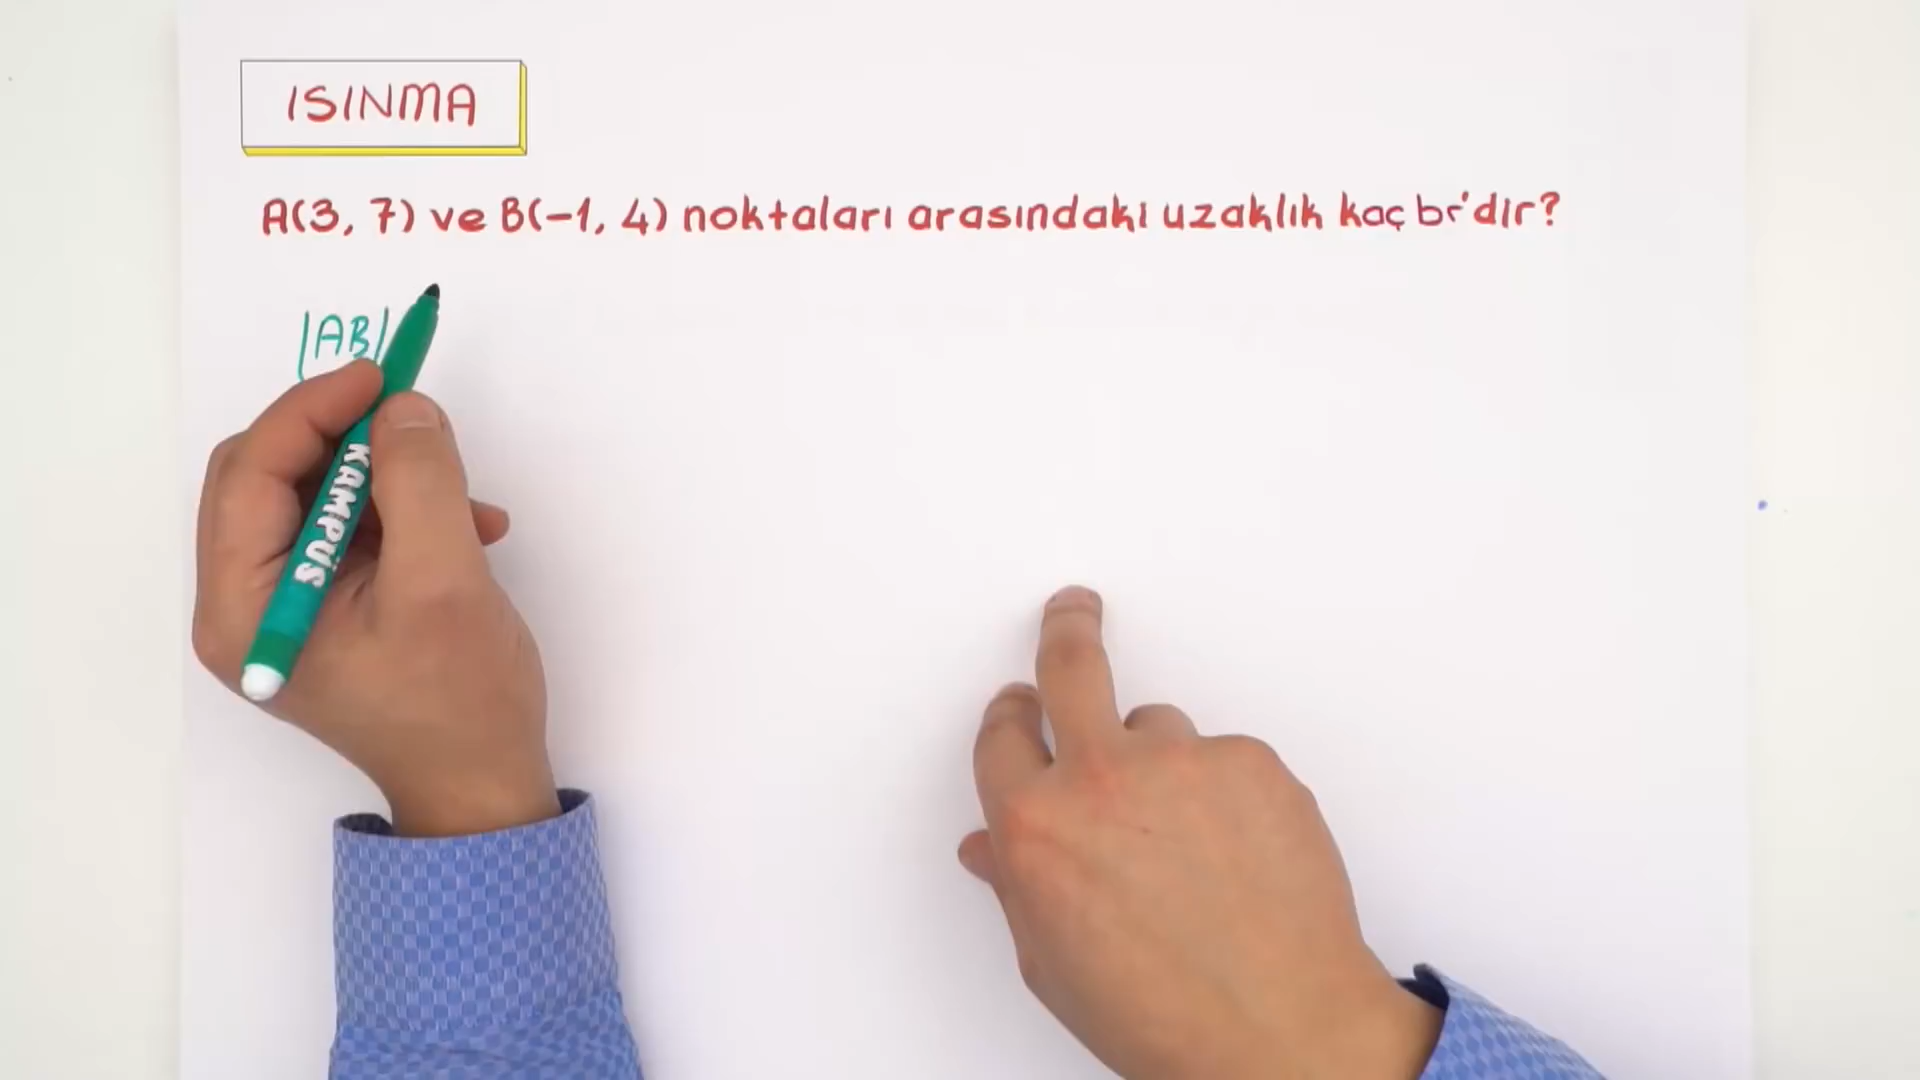 ISINMA
A(3, 7) ve B(-1, 4) noktaları arasındaki uzaklık kaç br'dir?
|AB|
KAMPÜS